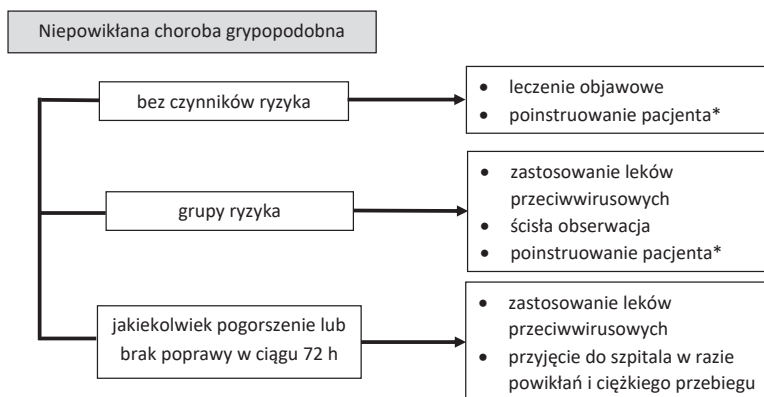 Niepowikłana choroba grypopodobna
bez czynników ryzyka
• leczenie objawowe
• poinstruowanie pacjenta*
grupy ryzyka
• zastosowanie leków
przeciwwirusowych
• ścisła obserwacja
• poinstruowanie pacjenta*
jakiekolwiek pogorszenie lub
brak poprawy w ciągu 72 h
• zastosowanie leków
przeciwwirusowych
• przyjęcie do szpitala w razie
powikłań i ciężkiego przebiegu